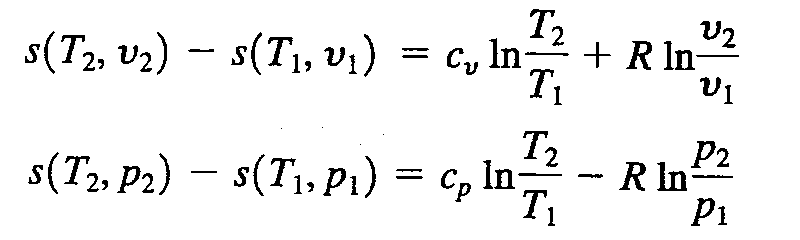 s(T₂, v₂) − s(T₁, v₁) = cᵥ ln T₂/T₁ + R ln v₂/v₁
s(T₂, p₂) − s(T₁, p₁) = cₚ ln T₂/T₁ − R ln p₂/p₁